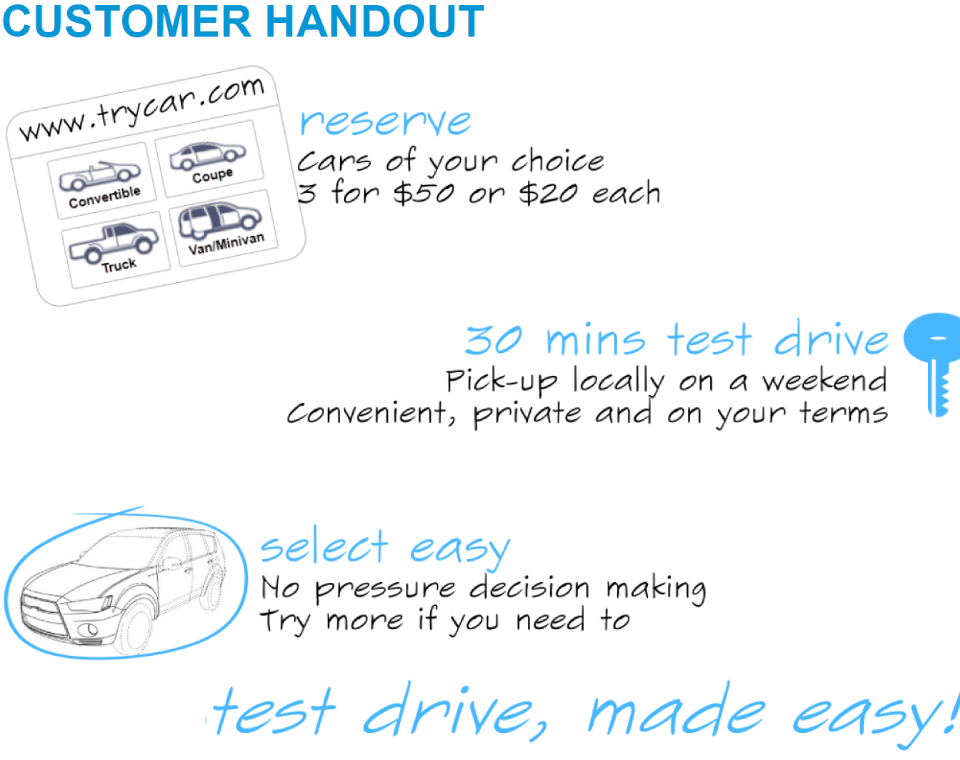 CUSTOMER HANDOUT
www.trycar.com
Convertible
Coupe
Truck
Van/Minivan
reserve
Cars of your choice
3 for $50 or $20 each
30 mins test drive
Pick-up locally on a weekend
Convenient, private and on your terms
select easy
No pressure decision making
Try more if you need to
test drive, made easy!